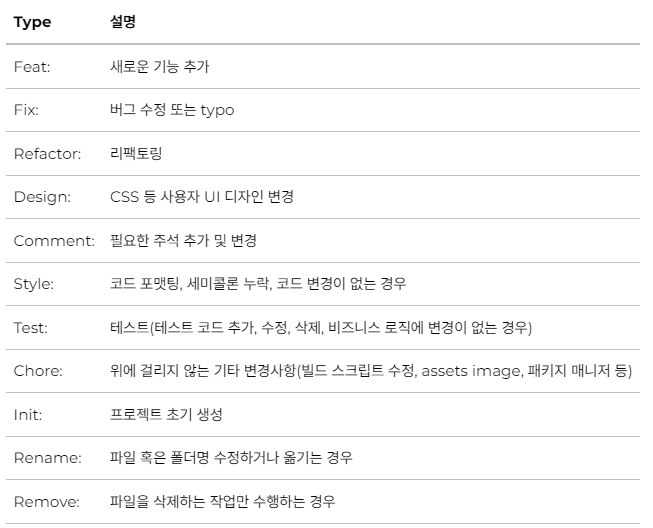 Type 설명
Feat: 새로운 기능 추가
Fix: 버그 수정 또는 typo
Refactor: 리팩토링
Design: CSS 등 사용자 UI 디자인 변경
Comment: 필요한 주석 추가 및 변경
Style: 코드 포맷팅, 세미콜론 누락, 코드 변경이 없는 경우
Test: 테스트(테스트 코드 추가, 수정, 삭제, 비즈니스 로직에 변경이 없는 경우)
Chore: 위에 걸리지 않는 기타 변경사항(빌드 스크립트 수정, assets image, 패키지 매니저 등)
Init: 프로젝트 초기 생성
Rename: 파일 혹은 폴더명 수정하거나 옮기는 경우
Remove: 파일을 삭제하는 작업만 수행하는 경우